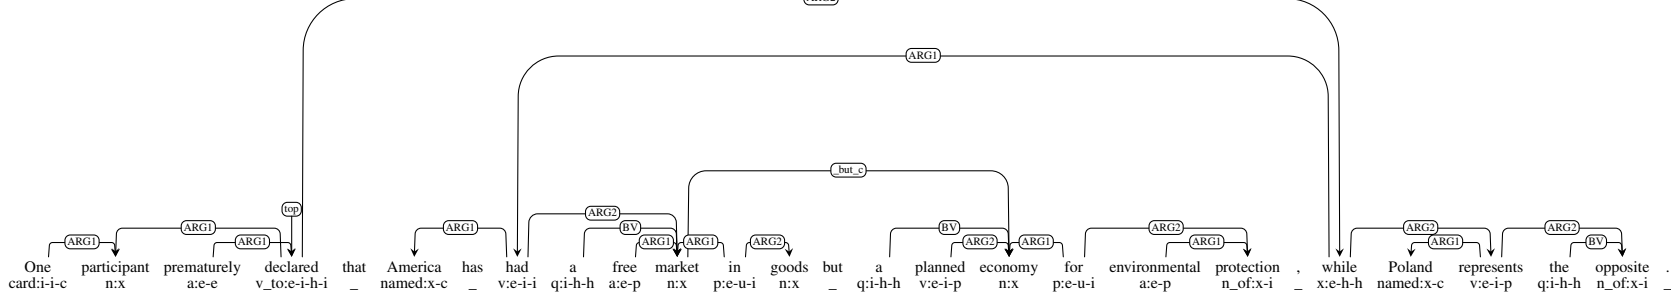 ARG2
ARG1
_but_c
top
ARG2
ARG1 ARG1 BV BV ARG2 ARG2 ARG2
ARG1 ARG1 ARG1 ARG1 ARG2 ARG2 ARG1 ARG1 ARG1 BV
One participant prematurely declared that America has had a free market in goods but a planned economy for environmental protection , while Poland represents the opposite .
card:i-i-c n:x a:e-e v_to:e-i-h-i _ named:x-c _ v:e-i-i q:i-h-h a:e-p n:x p:e-u-i n:x _ q:i-h-h v:e-i-p n:x p:e-u-i a:e-p n_of:x-i _ x:e-h-h named:x-c v:e-i-p q:i-h-h n_of:x-i _